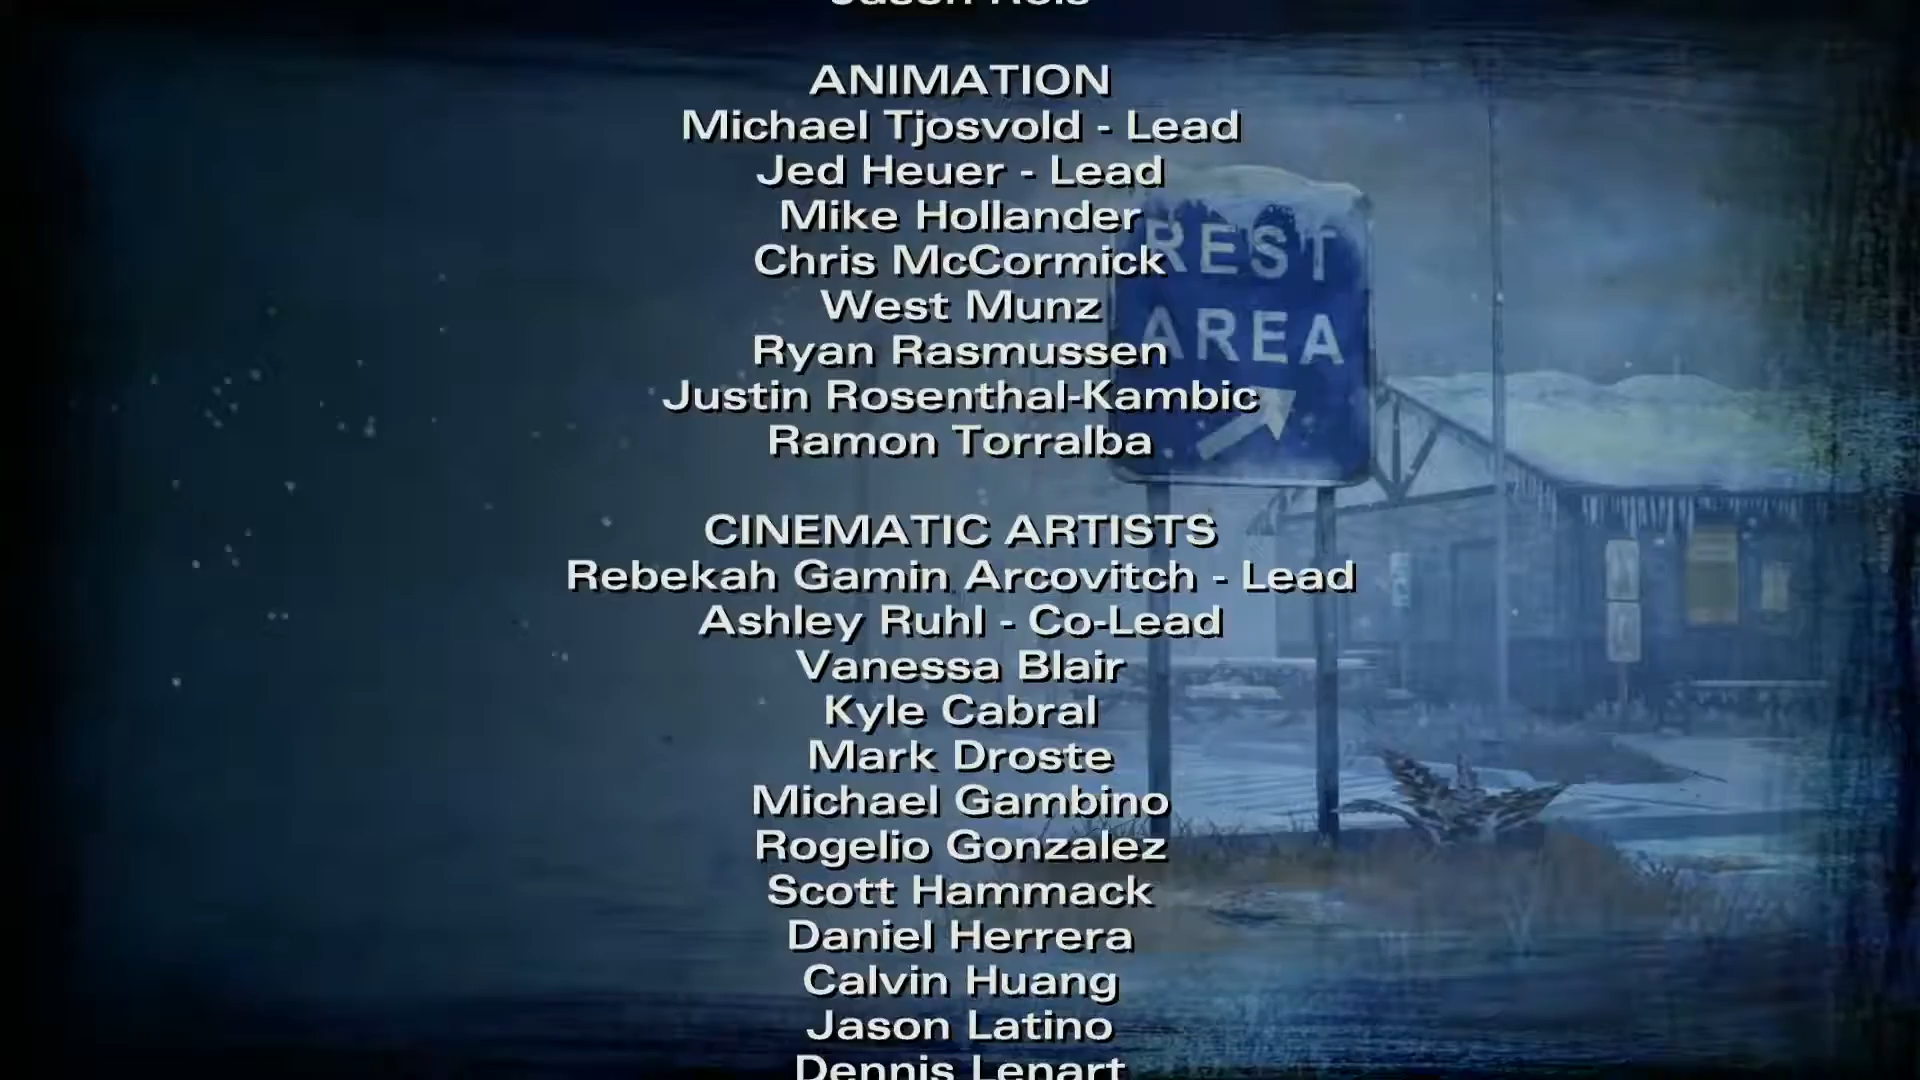 ANIMATION
Michael Tjosvold - Lead
Jed Heuer - Lead
Mike Hollander
Chris McCormick
West Munz
Ryan Rasmussen
Justin Rosenthal-Kambic
Ramon Torralba
CINEMATIC ARTISTS
Rebekah Gamin Arcovitch - Lead
Ashley Ruhl - Co-Lead
Vanessa Blair
Kyle Cabral
Mark Droste
Michael Gambino
Rogelio Gonzalez
Scott Hammack
Daniel Herrera
Calvin Huang
Jason Latino
Dennis Lenart
REST
AREA